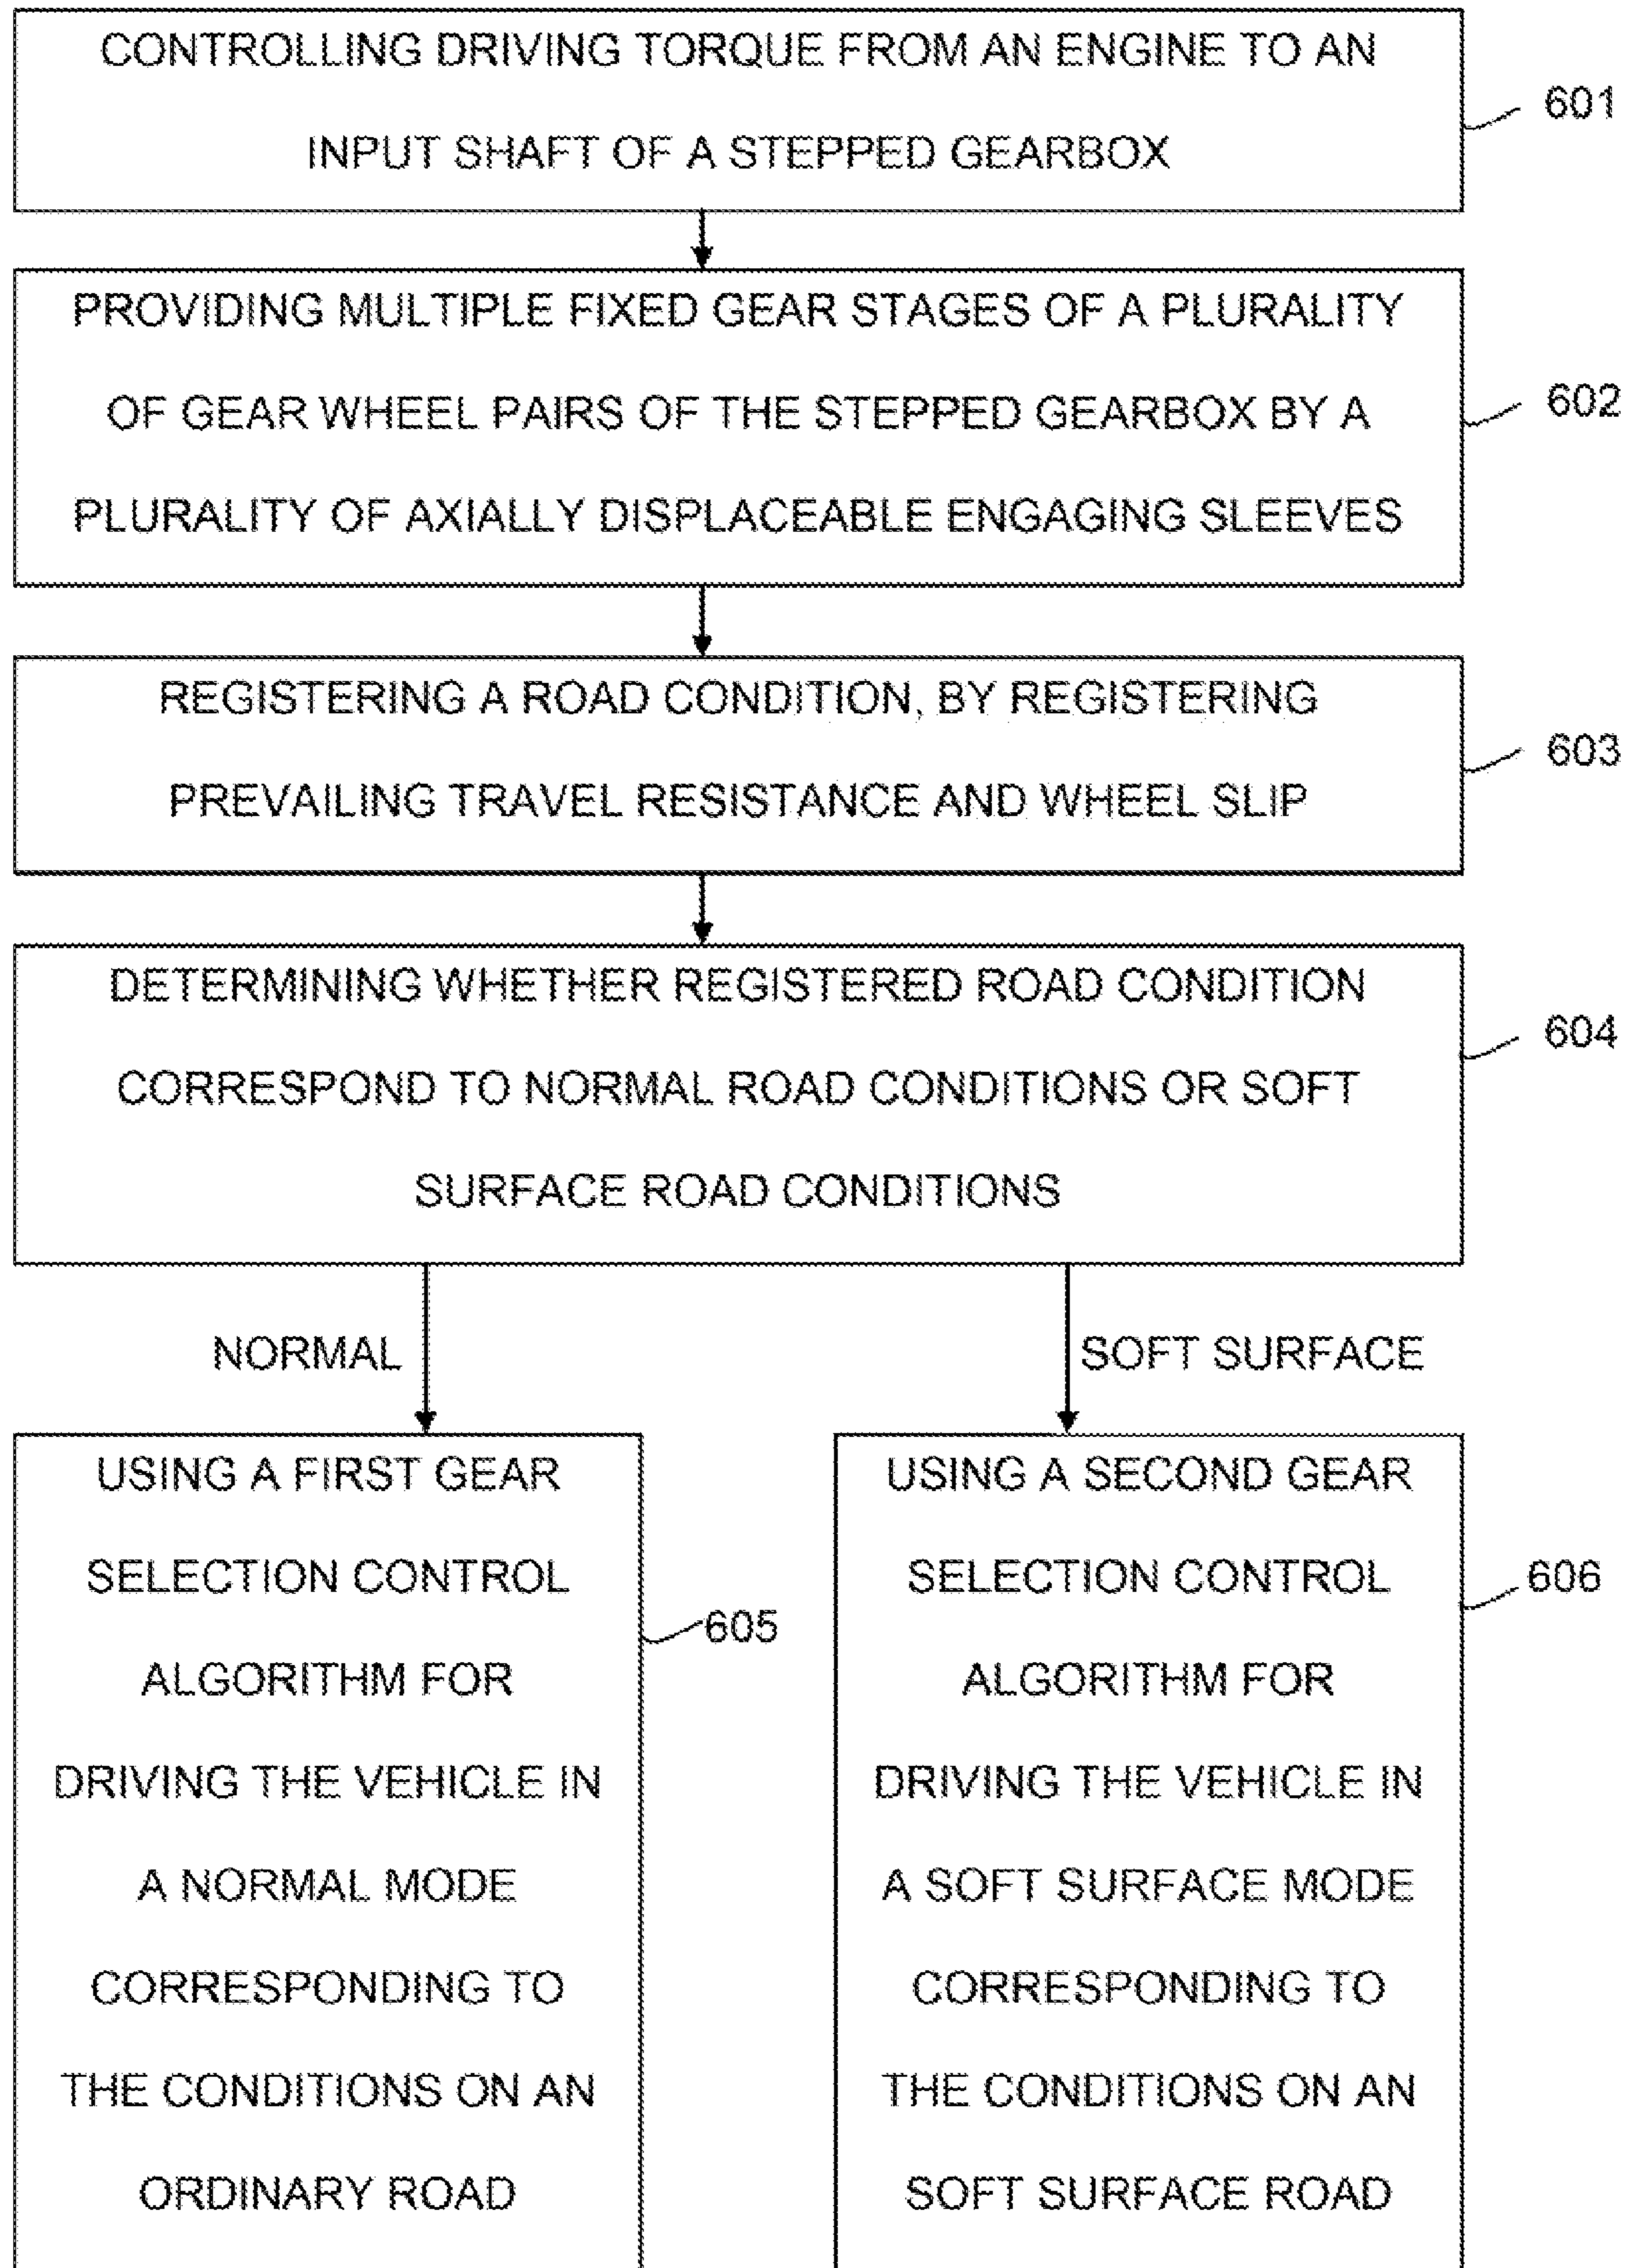 CONTROLLING DRIVING TORQUE FROM AN ENGINE TO AN
INPUT SHAFT OF A STEPPED GEARBOX
601
PROVIDING MULTIPLE FIXED GEAR STAGES OF A PLURALITY
OF GEAR WHEEL PAIRS OF THE STEPPED GEARBOX BY A
PLURALITY OF AXIALLY DISPLACEABLE ENGAGING SLEEVES
602
REGISTERING A ROAD CONDITION, BY REGISTERING
PREVAILING TRAVEL RESISTANCE AND WHEEL SLIP
603
DETERMINING WHETHER REGISTERED ROAD CONDITION
CORRESPOND TO NORMAL ROAD CONDITIONS OR SOFT
SURFACE ROAD CONDITIONS
604
NORMAL
SOFT SURFACE
USING A FIRST GEAR
SELECTION CONTROL
ALGORITHM FOR
DRIVING THE VEHICLE IN
A NORMAL MODE
CORRESPONDING TO
THE CONDITIONS ON AN
ORDINARY ROAD
605
USING A SECOND GEAR
SELECTION CONTROL
ALGORITHM FOR
DRIVING THE VEHICLE IN
A SOFT SURFACE MODE
CORRESPONDING TO
THE CONDITIONS ON AN
SOFT SURFACE ROAD
606